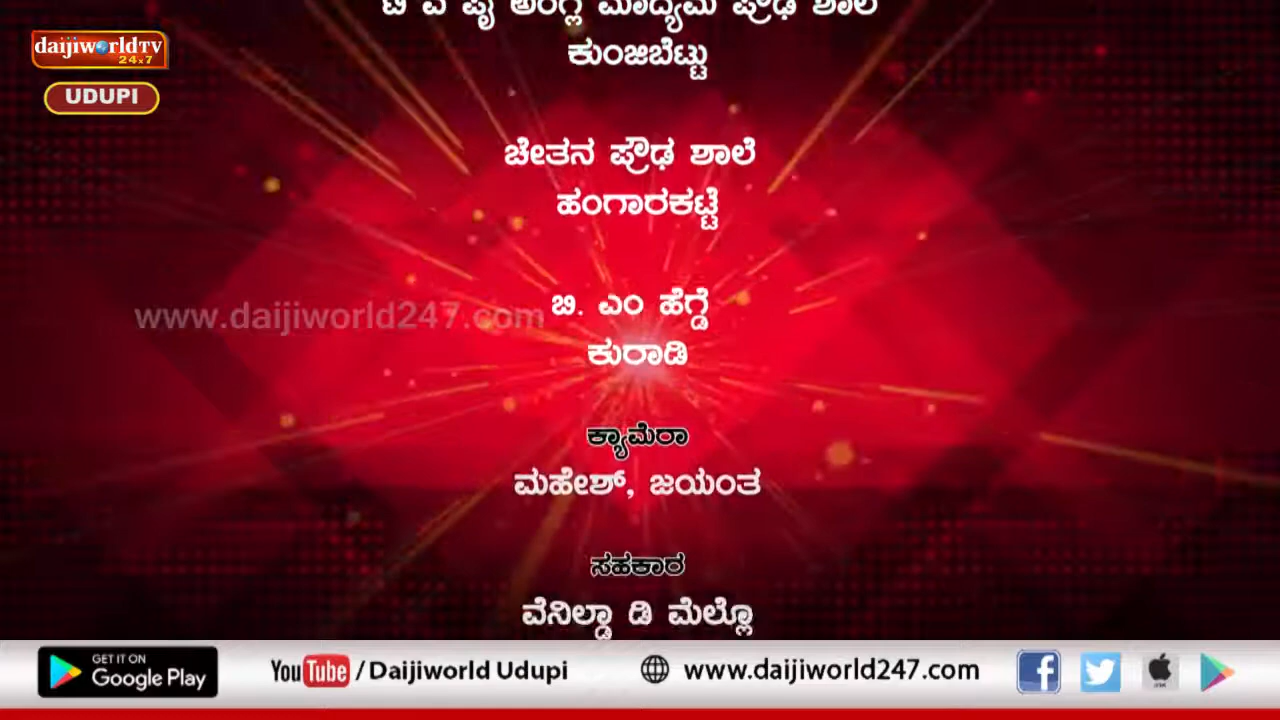 ಟಿ ಎ ಪೈ ಆಂಗ್ಲ ಮಾದ್ಯಮ ಪ್ರೌಢ ಶಾಲೆ
daijiworldTV
24x7
ಕುಂಜಿಬೆಟ್ಟು
UDUPI
ಚೇತನ ಪ್ರೌಢ ಶಾಲೆ
ಹಂಗಾರಕಟ್ಟೆ
www.daijiworld247.com
ಬಿ. ಎಂ ಹೆಗ್ಡೆ
ಕುರಾಡಿ
ಕ್ಯಾಮೆರಾ
ಮಹೇಶ್, ಜಯಂತ
ಸಹಕಾರ
ವೆನಿಲ್ಡಾ ಡಿ ಮೆಲ್ಲೊ
GET IT ON
Google Play
YouTube / Daijiworld Udupi
www.daijiworld247.com